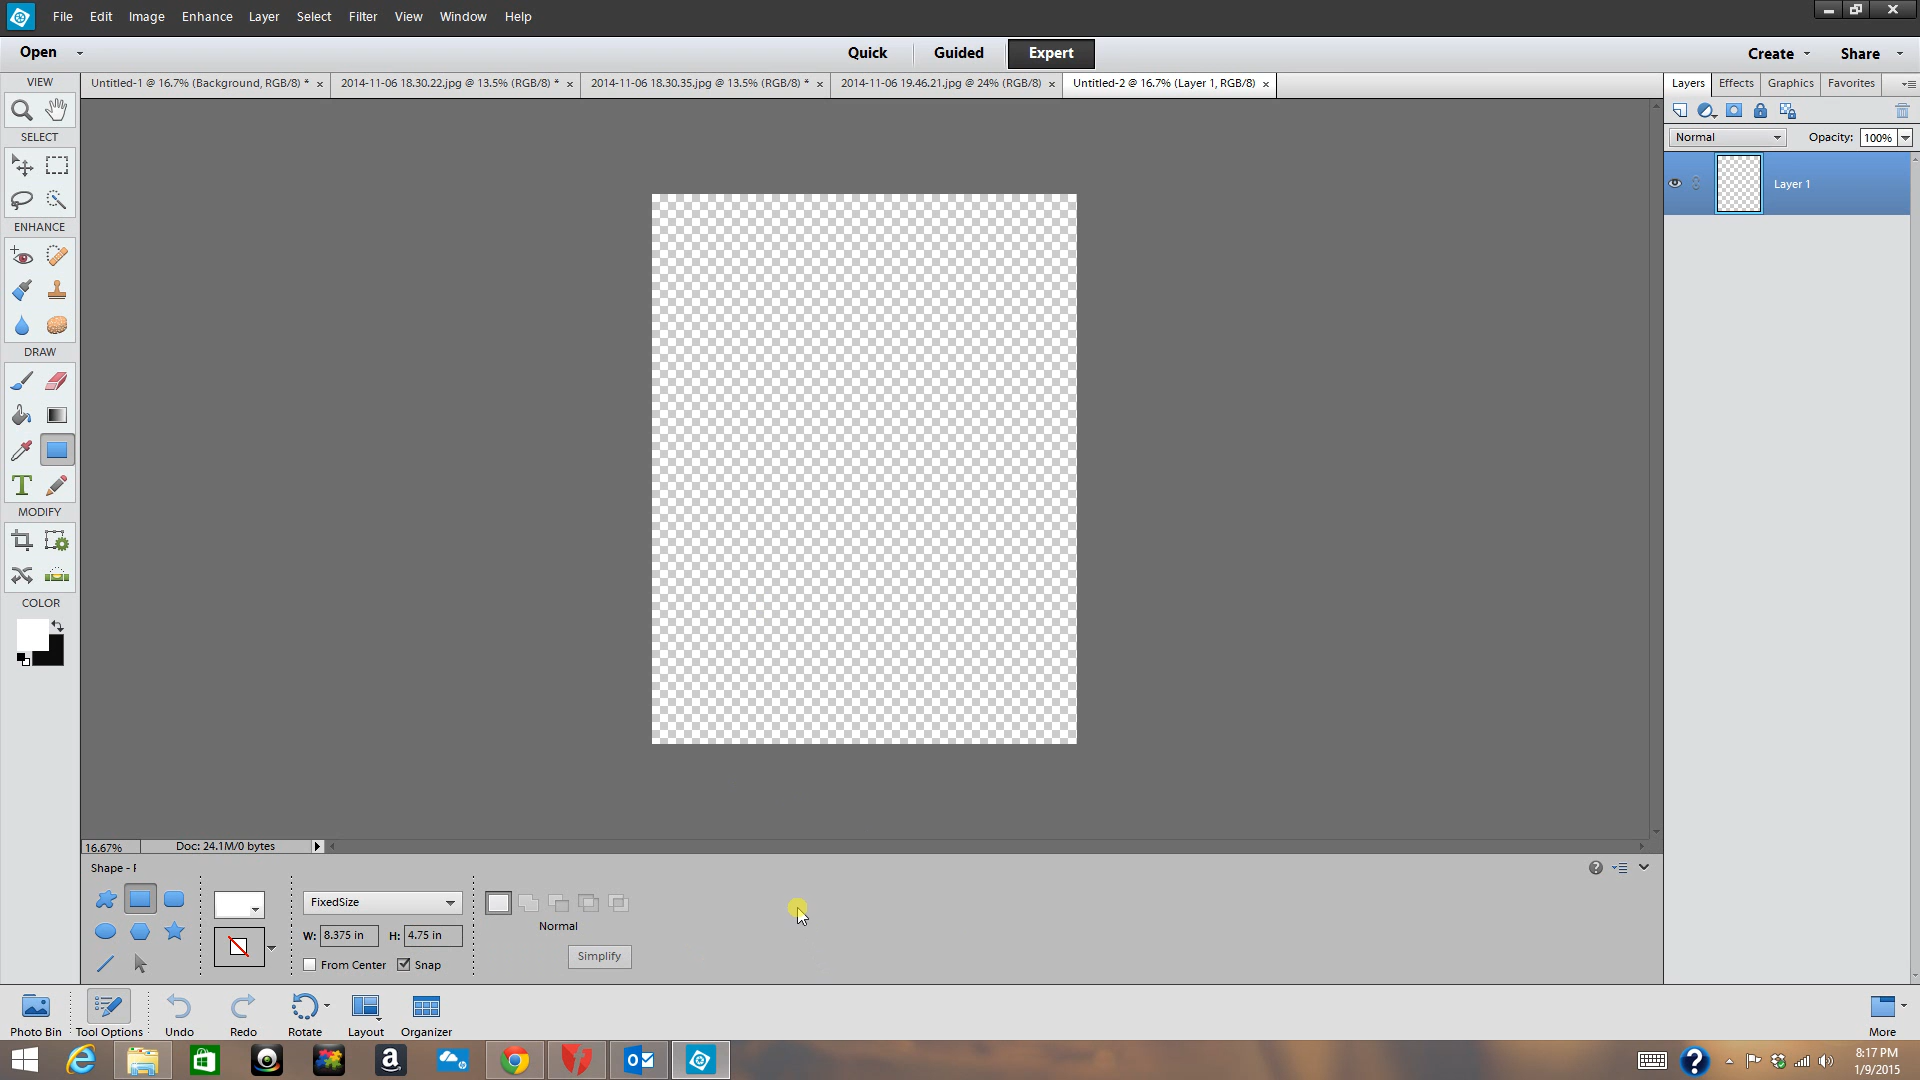 File Edit Image Enhance Layer Select Filter View Window Help
Open Quick Guided Expert Create Share
VIEW
Untitled-1 @ 16.7% (Background, RGB/8) * × 2014-11-06 18.30.22.jpg @ 13.5% (RGB/8) * × 2014-11-06 18.30.35.jpg @ 13.5% (RGB/8) * × 2014-11-06 19.46.21.jpg @ 24% (RGB/8) × Untitled-2 @ 16.7% (Layer 1, RGB/8) × Layers Effects Graphics Favorites
SELECT
Normal Opacity: 100%
Layer 1
ENHANCE
DRAW
T
MODIFY
COLOR
16.67% Doc: 24.1M/0 bytes
Shape -
FixedSize
Normal
W: 8.375 in H: 4.75 in
Simplify
From Center Snap
Photo Bin Tool Options Undo Redo Rotate Layout Organizer More
8:17 PM
1/9/2015